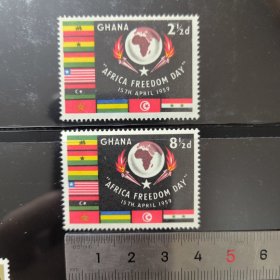 GHANA 2½d
"AFRICA FREEDOM DAY"
15TH APRIL 1959
GHANA 8½d
"AFRICA FREEDOM DAY"
15TH APRIL 1959
1 2 3 4 5 6